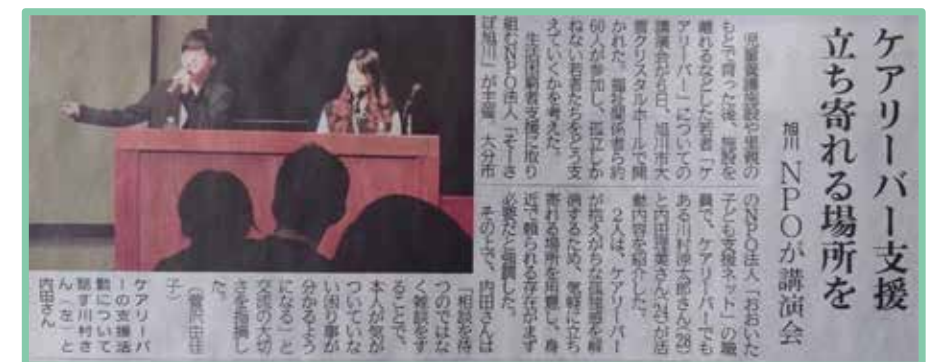 ケアリーバー支援
立ち寄れる場所を
旭川 NPOが講演会
児童養護施設や里親の
もとで育った後、施設を
離れるなどした若者「ケ
アリーバー」についての
講演会が6日、旭川市大
雪クリスタルホールで開
かれた。福祉関係者ら約
60人が参加し、孤立しか
ねない若者たちをどう支
えていくかを考えた。
生活困窮者支援に取り
組むNPO法人「そーさ
ぽ旭川」が主催。大分市
のNPO法人「おおいた
子ども支援ネット」の職
員で、ケアリーバーでも
ある川村涼太郎さん(28)
と内田理美さん(24)が活
動内容を紹介した。
2人は、ケアリーバー
が抱えがちな孤独感を解
消するため、気軽に立ち
寄れる場所を用意し、身
近で頼られる存在がまず
必要だと強調した。
そのうえで、内田さんは
「相談を待
つのではな
く雑談をす
ることで、
本人が気が
ついていな
い困り事が
分かるよう
になる」と
交流の大切
さを指摘し
た。
ケアリーバ
ーの支援活
動について
話す川村さ
ん(左)と
内田さん